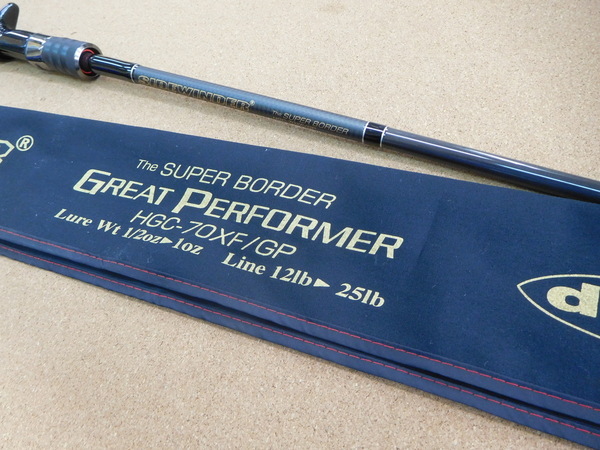 SIDEWINDER® The SUPER BORDER
®
The SUPER BORDER
GREAT PERFORMER
HGC-70XF/GP
Lure Wt 1/2oz▶1oz Line 12lb▶25lb
d